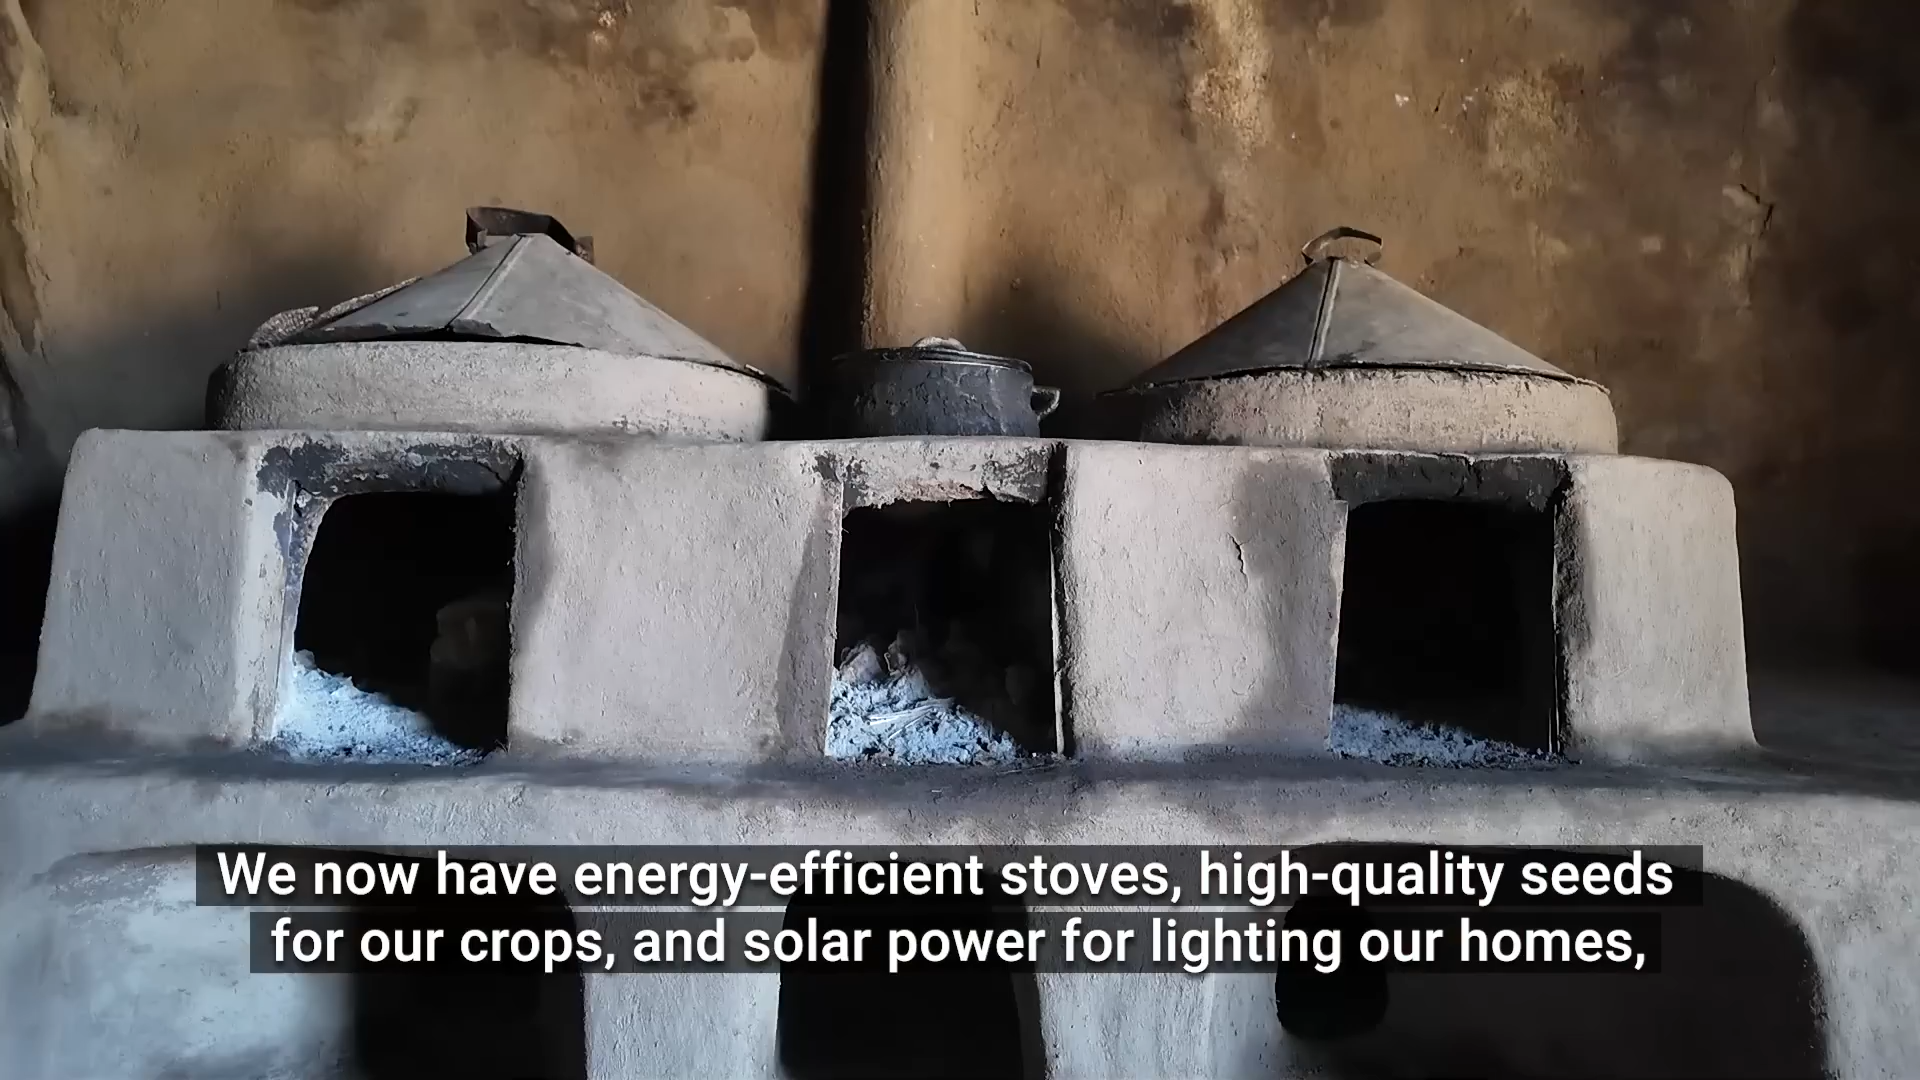 We now have energy-efficient stoves, high-quality seeds
for our crops, and solar power for lighting our homes,